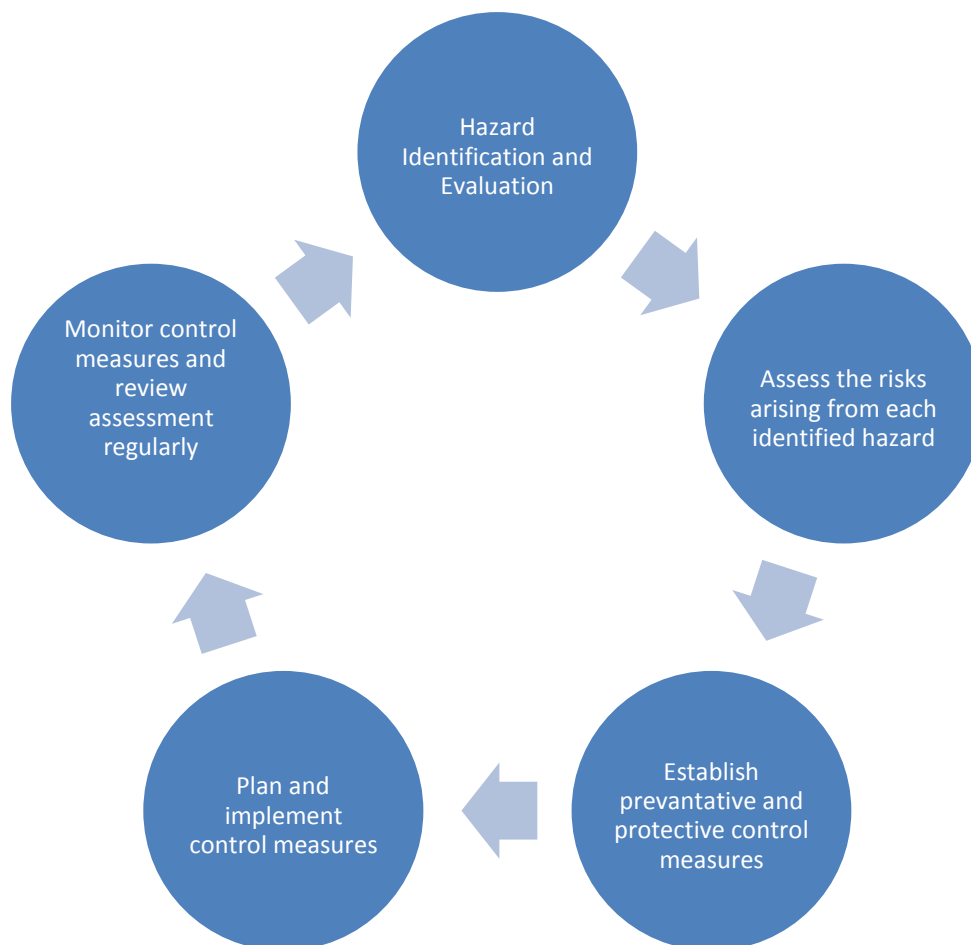 Hazard
Identification and
Evaluation
Assess the risks
arising from each
identified hazard
Establish
prevantative and
protective control
measures
Plan and
implement
control measures
Monitor control
measures and
review
assessment
regularly